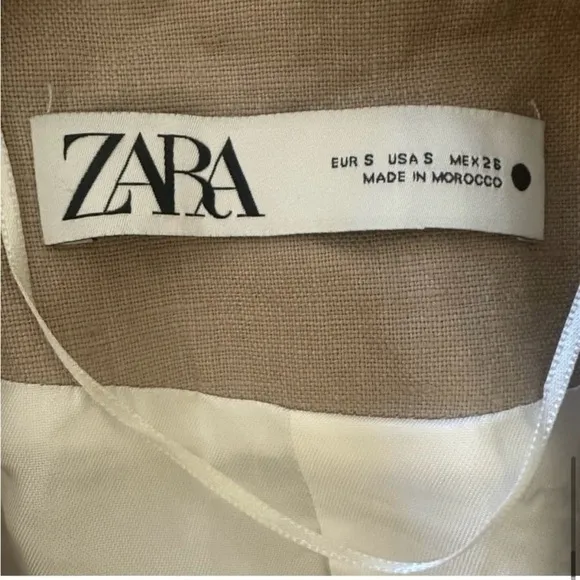 ZARA
EUR S USA S MEX 26
MADE IN MOROCCO